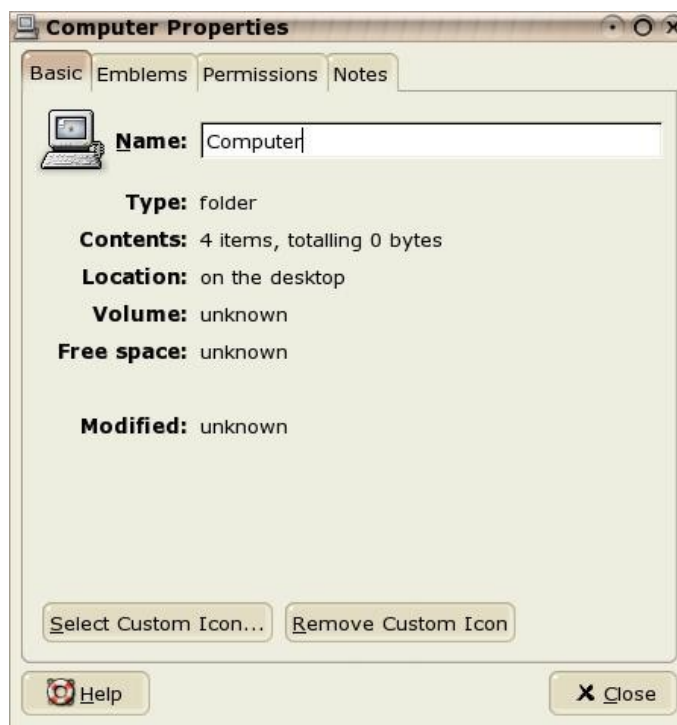 Computer Properties
Basic Emblems Permissions Notes
Name: Computer
Type: folder
Contents: 4 items, totalling 0 bytes
Location: on the desktop
Volume: unknown
Free space: unknown
Modified: unknown
Select Custom Icon... Remove Custom Icon
Help Close